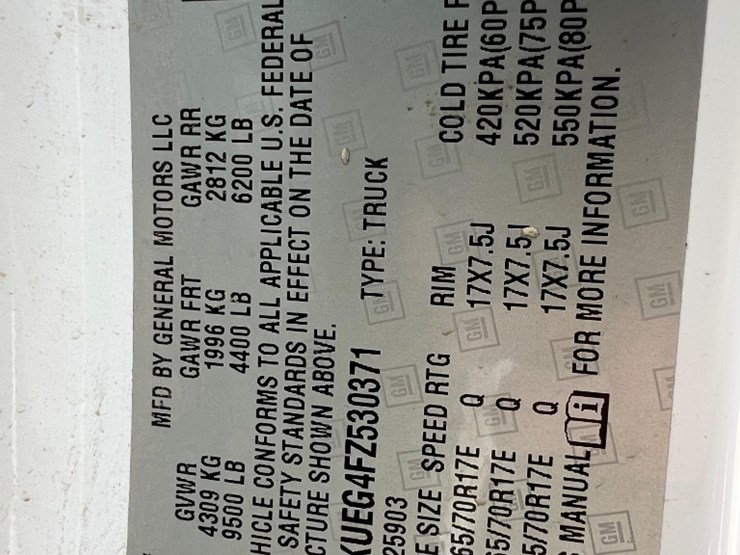 MFD BY GENERAL MOTORS LLC
GVWR GAWR FRT GAWR RR
4309 KG 1996 KG 2812 KG
9500 LB 4400 LB 6200 LB
HICLE CONFORMS TO ALL APPLICABLE U.S. FEDERAL
SAFETY STANDARDS IN EFFECT ON THE DATE OF
CTURE SHOWN ABOVE.
KUEG4FZ530371 TYPE: TRUCK
25903
E SIZE SPEED RTG RIM COLD TIRE P
65/70R17E Q 17X7.5J 420KPA(60P
65/70R17E Q 17X7.5J 520KPA(75P
5/70R17E Q 17X7.5J 550KPA(80P
S MANUAL i FOR MORE INFORMATION.
GM